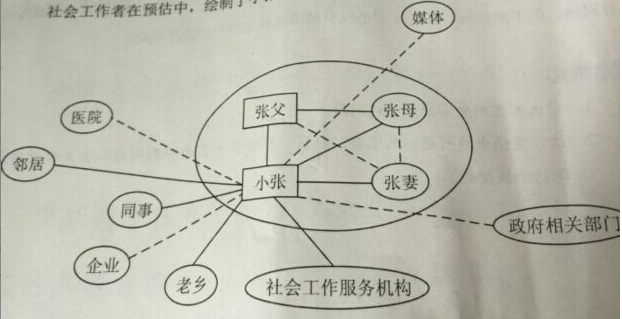 社会工作者在预估中，绘制了小
媒体
张父
张母
医院
邻居
小张
张妻
同事
政府相关部门
企业
老乡
社会工作服务机构